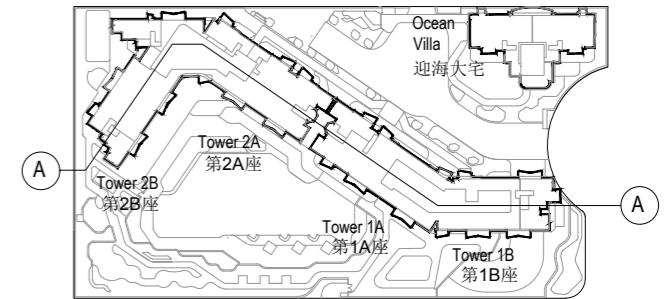 Ocean
Villa
迎海大宅
A
Tower 2A
第2A座
Tower 2B
第2B座
A
Tower 1A
第1A座
Tower 1B
第1B座